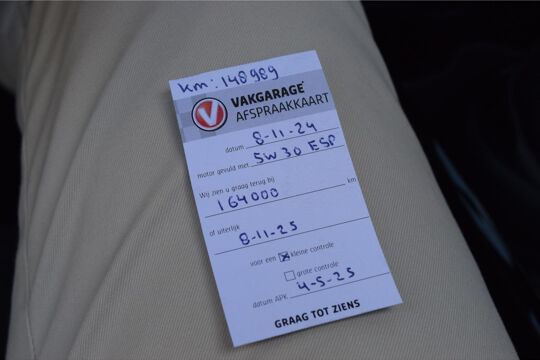 Km: 148989
V VAKGARAGE
AFSPRAAKKAART
datum 8-11-24
motor gevuld met 5W30 ESP
Wij zien u graag terug bij
164000 km
of uiterlijk
8-11-25
voor een kleine controle
grote controle
datum APK 4-5-25
GRAAG TOT ZIENS